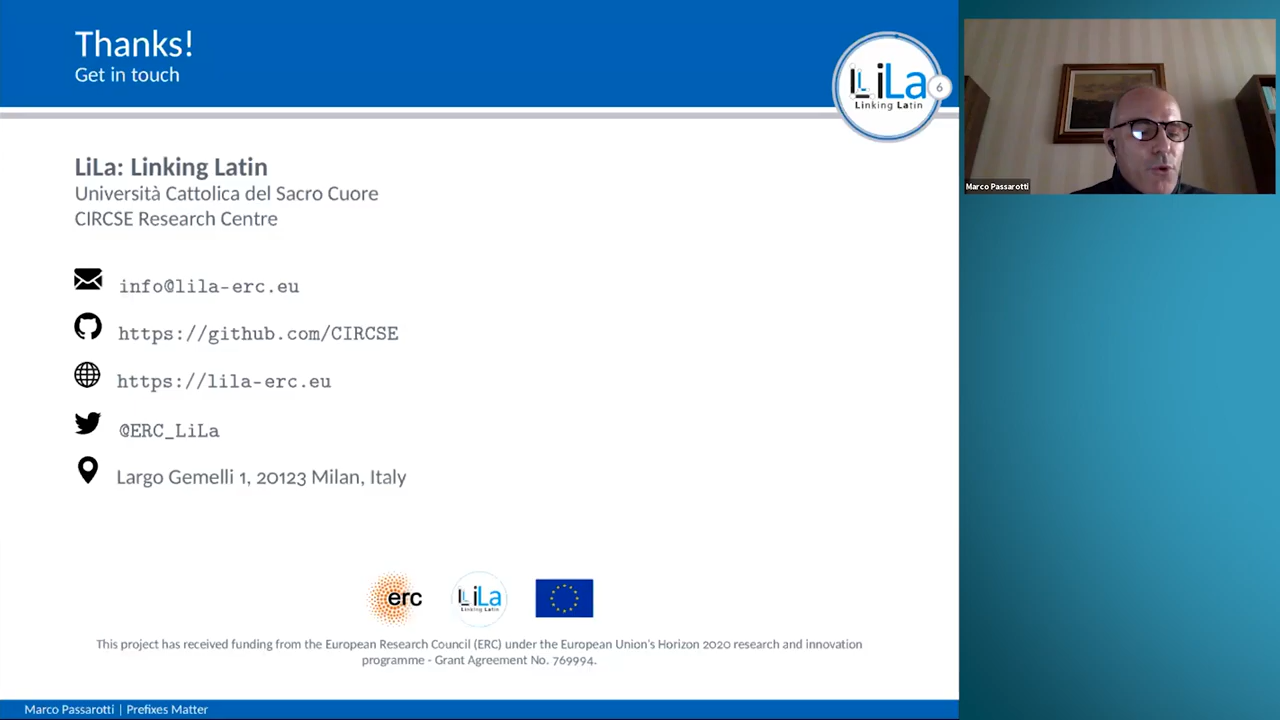 Thanks!
Get in touch
LiLa
Linking Latin
6
LiLa: Linking Latin
Università Cattolica del Sacro Cuore
CIRCSE Research Centre
info@lila-erc.eu
https://github.com/CIRCSE
https://lila-erc.eu
@ERC_LiLa
Largo Gemelli 1, 20123 Milan, Italy
erc
LiLa
Linking Latin
This project has received funding from the European Research Council (ERC) under the European Union's Horizon 2020 research and innovation
programme - Grant Agreement No. 769994.
Marco Passarotti | Prefixes Matter
Marco Passarotti